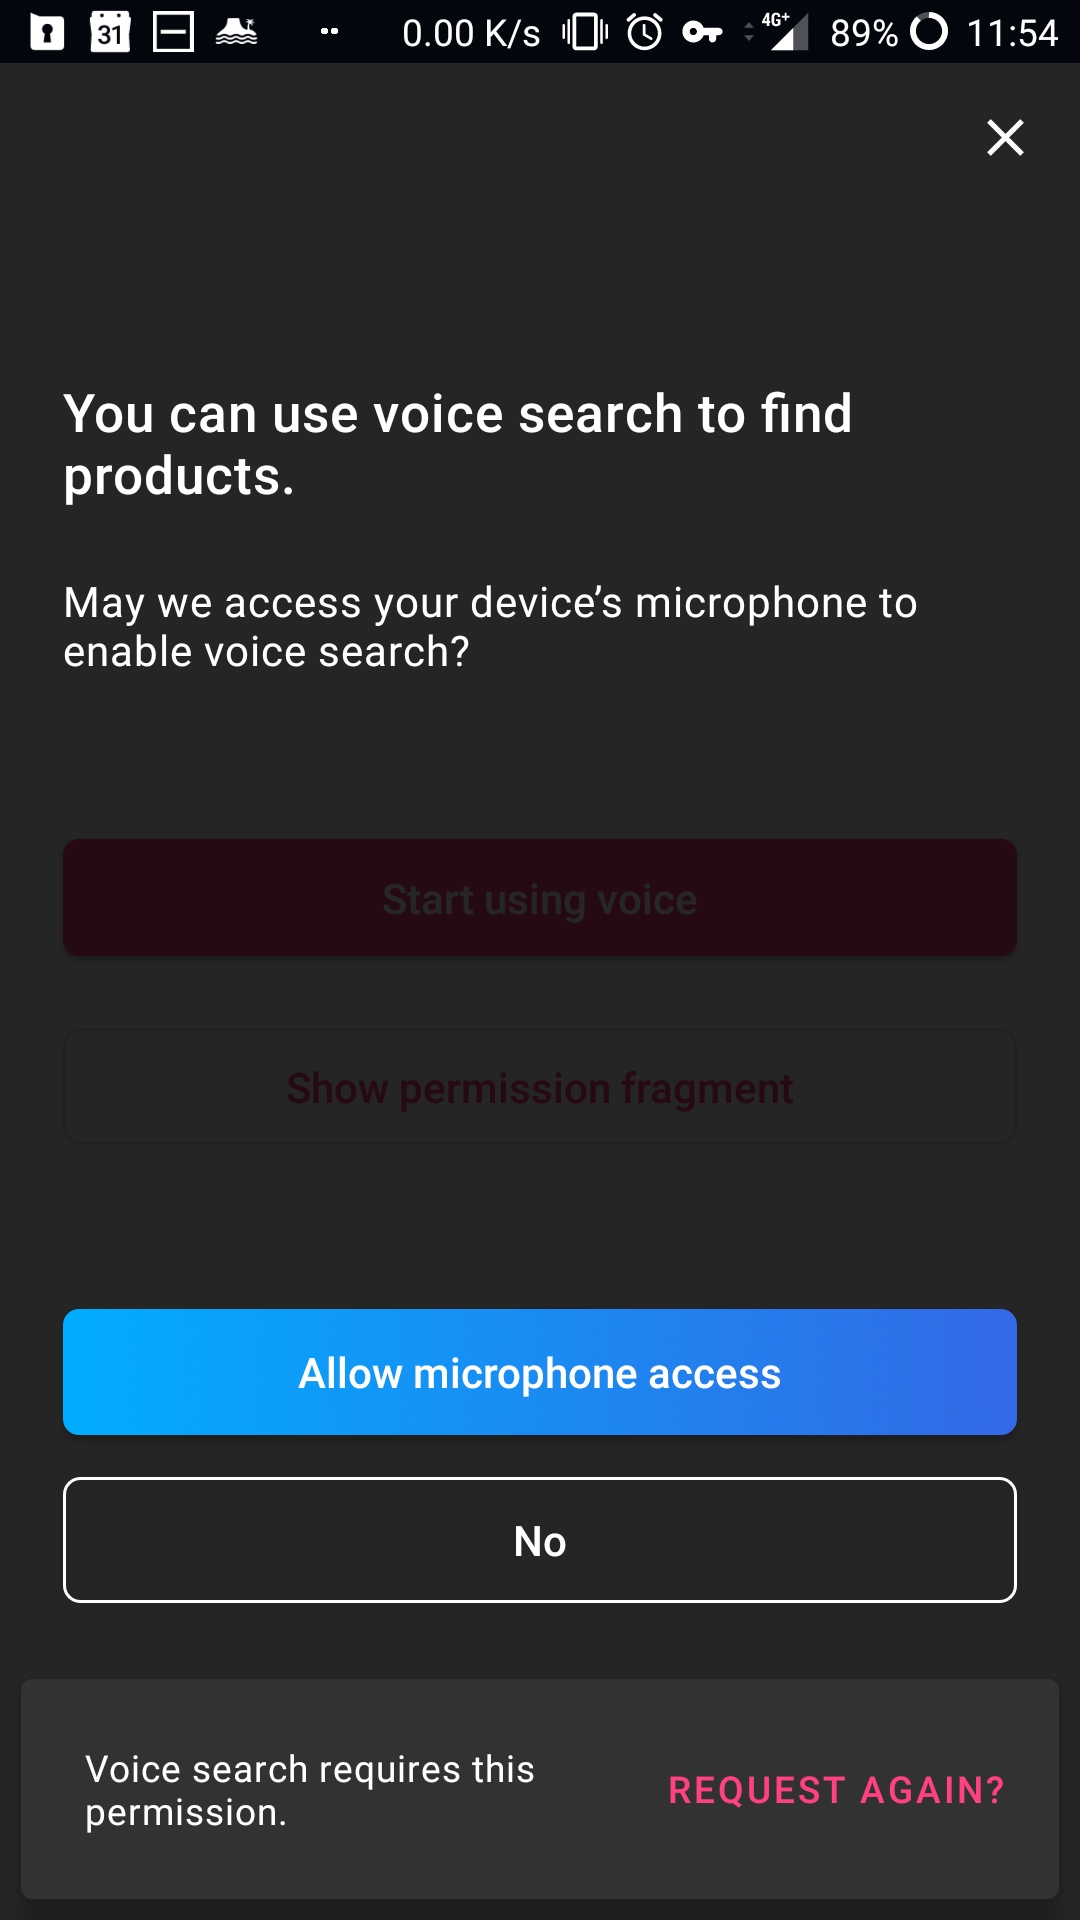 31 0.00 K/s 4G+ 89% 11:54
You can use voice search to find
products.
May we access your device’s microphone to
enable voice search?
Start using voice
Show permission fragment
Allow microphone access
No
Voice search requires this
permission.
REQUEST AGAIN?